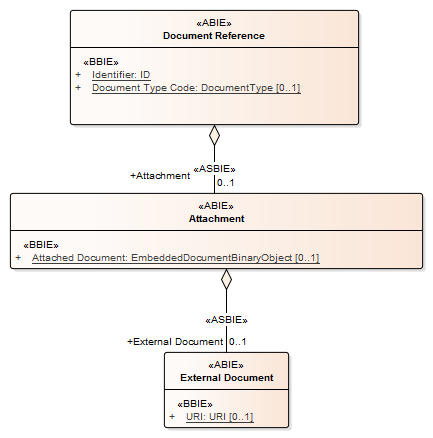 «ABIE»
Document Reference
«BBIE»
+ Identifier: ID
+ Document Type Code: DocumentType [0..1]
«ASBIE»
+Attachment
0..1
«ABIE»
Attachment
«BBIE»
+ Attached Document: EmbeddedDocumentBinaryObject [0..1]
«ASBIE»
+External Document 0..1
«ABIE»
External Document
«BBIE»
+ URI: URI [0..1]